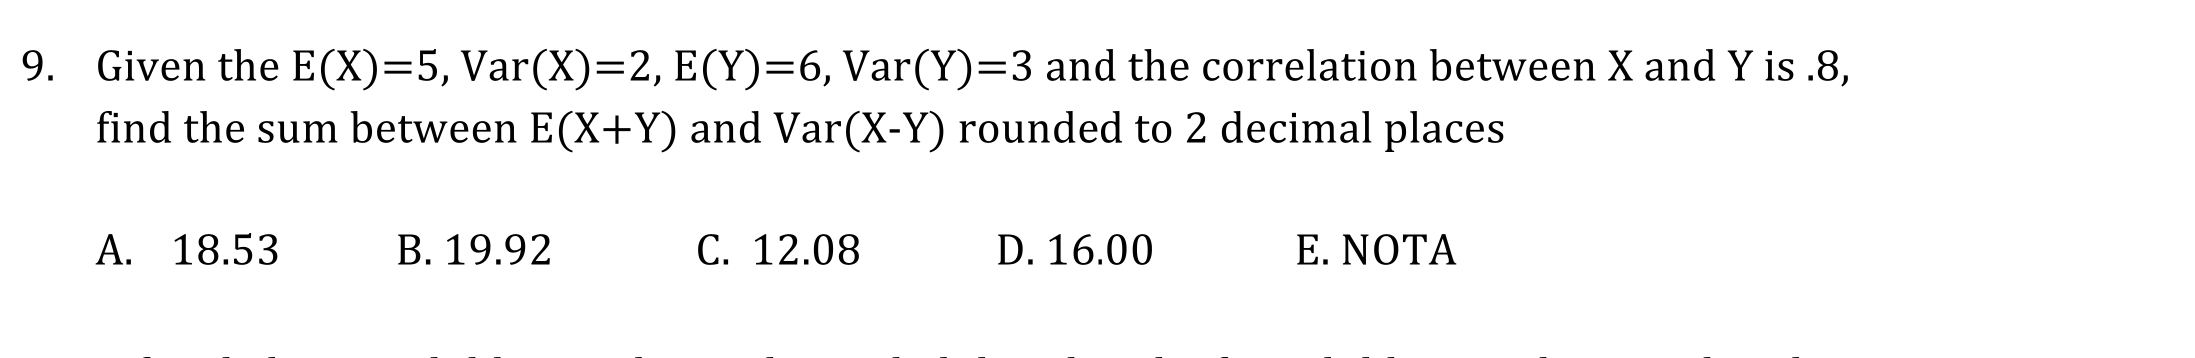 9. Given the E(X)=5, Var(X)=2, E(Y)=6, Var(Y)=3 and the correlation between X and Y is .8,
find the sum between E(X+Y) and Var(X-Y) rounded to 2 decimal places
A. 18.53 B. 19.92 C. 12.08 D. 16.00 E. NOTA